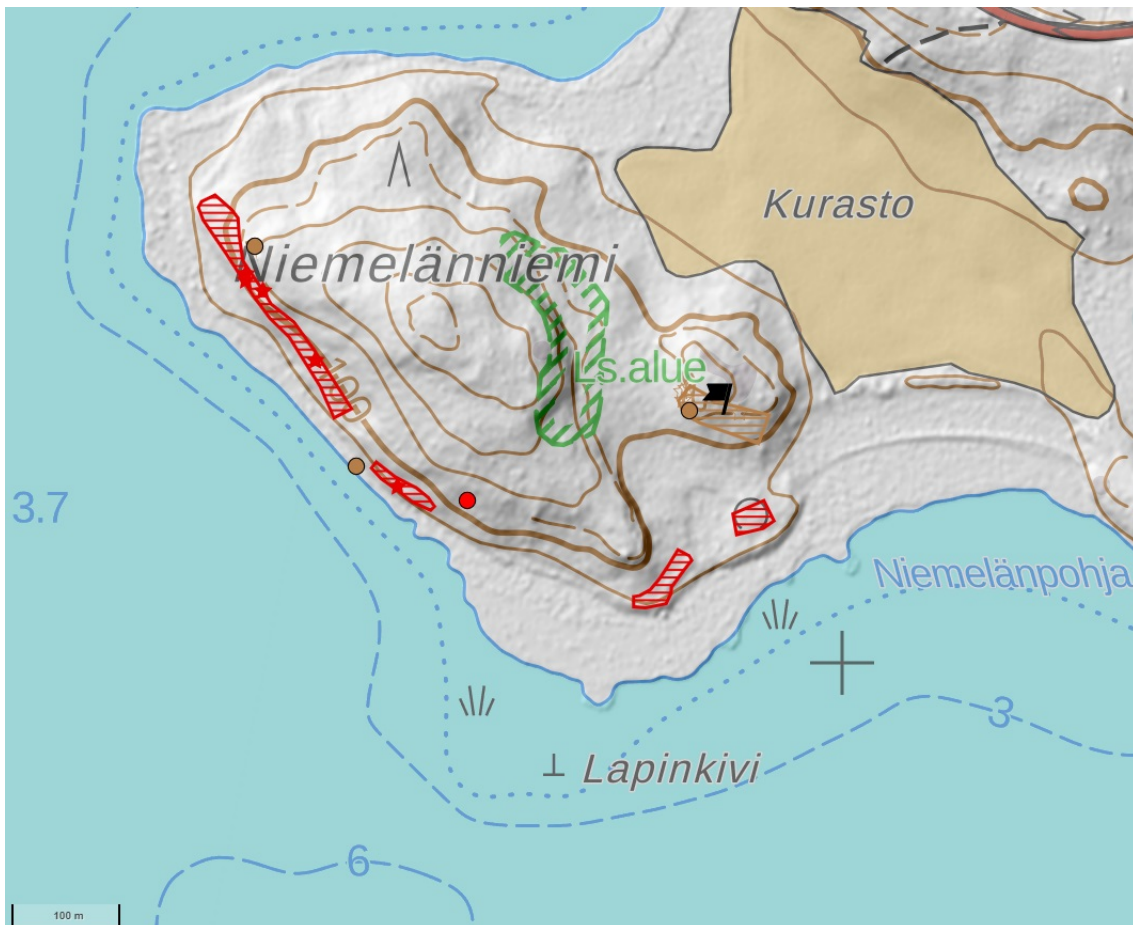 Kurasto
Niemelänniemi
Ls.alue
100
3.7
Niemelänpohja
3
Lapinkivi
6
100 m